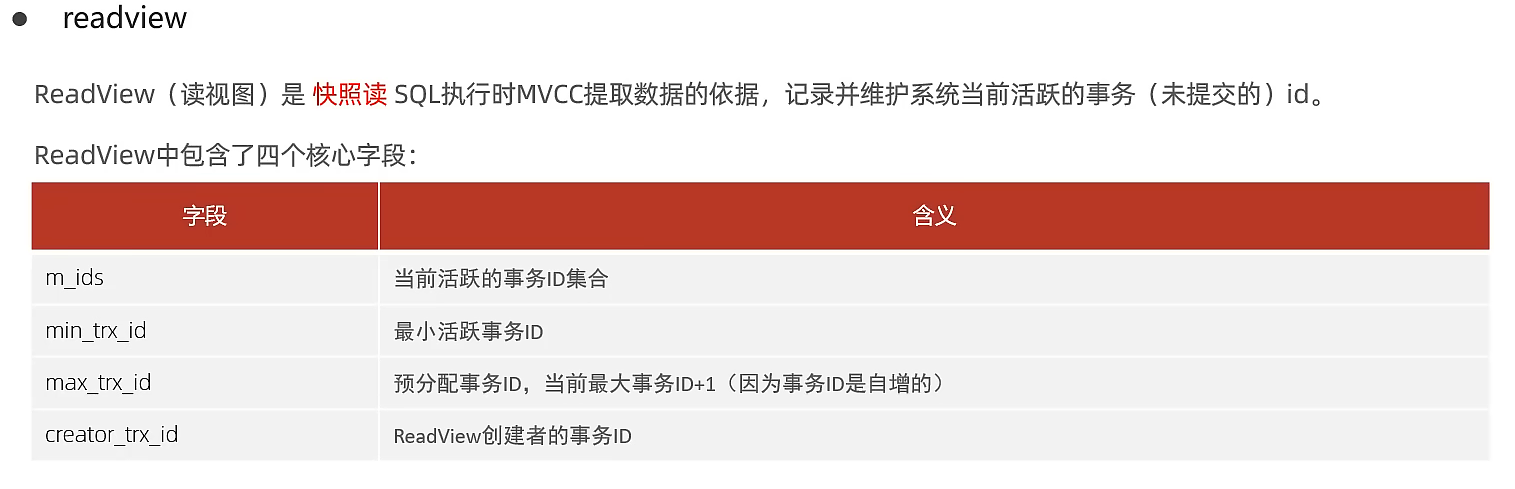 ● readview
ReadView（读视图）是 快照读 SQL执行时MVCC提取数据的依据，记录并维护系统当前活跃的事务（未提交的）id。
ReadView中包含了四个核心字段：
字段 含义
m_ids 当前活跃的事务ID集合
min_trx_id 最小活跃事务ID
max_trx_id 预分配事务ID，当前最大事务ID+1（因为事务ID是自增的）
creator_trx_id ReadView创建者的事务ID